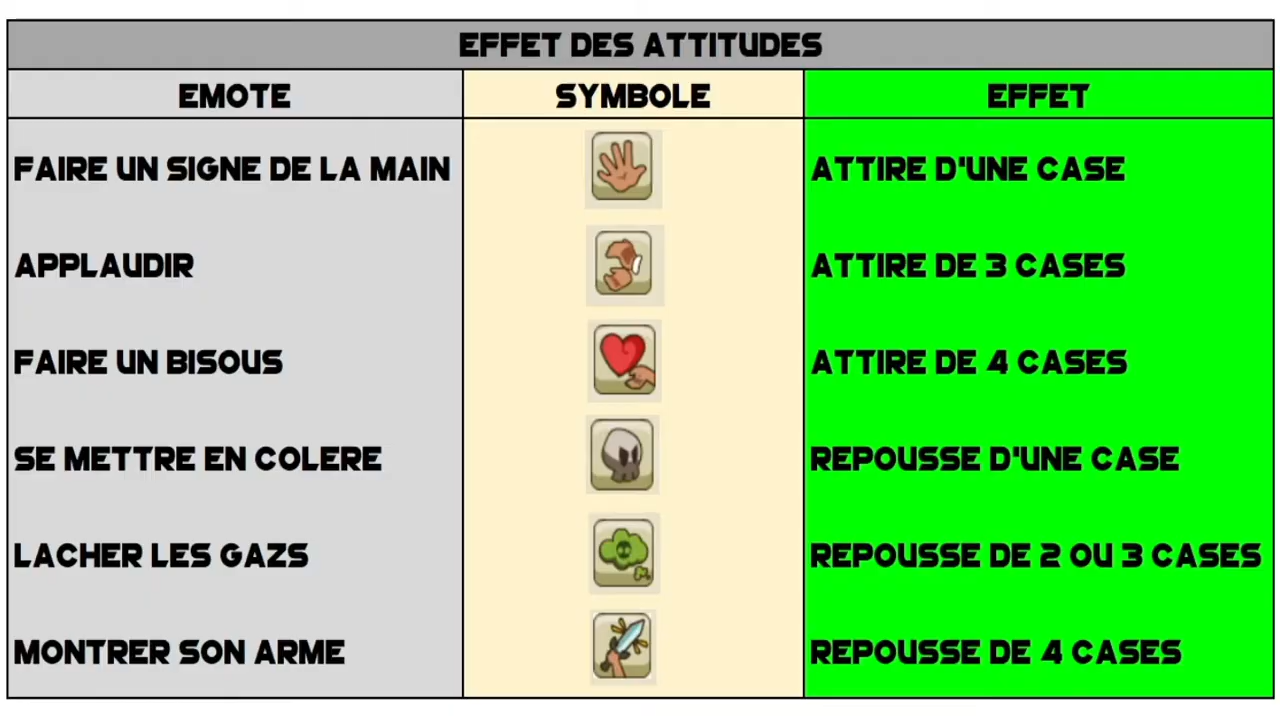 EFFET DES ATTITUDES
EMOTE SYMBOLE EFFET
FAIRE UN SIGNE DE LA MAIN ATTIRE D'UNE CASE
APPLAUDIR ATTIRE DE 3 CASES
FAIRE UN BISOUS ATTIRE DE 4 CASES
SE METTRE EN COLERE REPOUSSE D'UNE CASE
LACHER LES GAZS REPOUSSE DE 2 OU 3 CASES
MONTRER SON ARME REPOUSSE DE 4 CASES